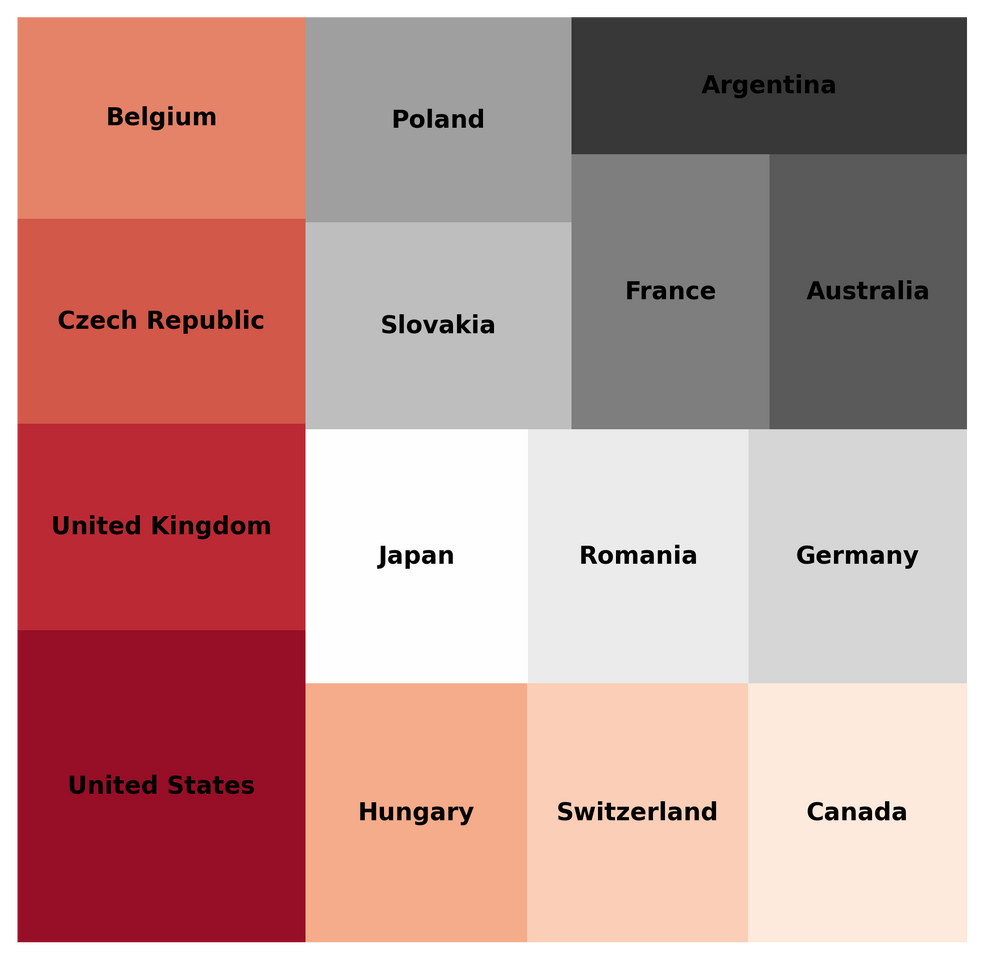 Argentina
Belgium
Poland
France
Australia
Czech Republic
Slovakia
United Kingdom
Japan
Romania
Germany
United States
Hungary
Switzerland
Canada